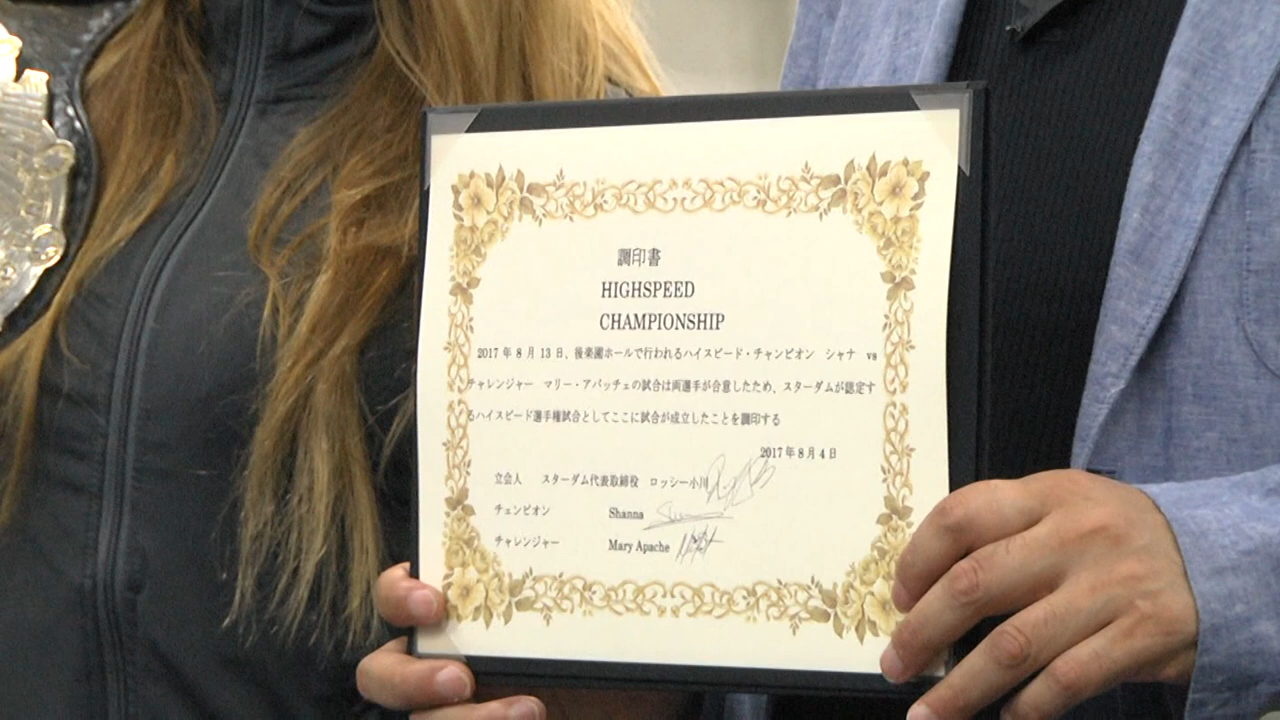 調印書
HIGHSPEED
CHAMPIONSHIP
2017年8月13日、後楽園ホールで行われるハイスピード・チャンピオン シャナ vs
チャレンジャー マリー・アパッチェの試合は両選手が合意したため、スターダムが認定す
るハイスピード選手権試合としてここに試合が成立したことを調印する
2017年8月4日
立会人 スターダム代表取締役 ロッシー小川
チェンピオン Shanna
チャレンジャー Mary Apache